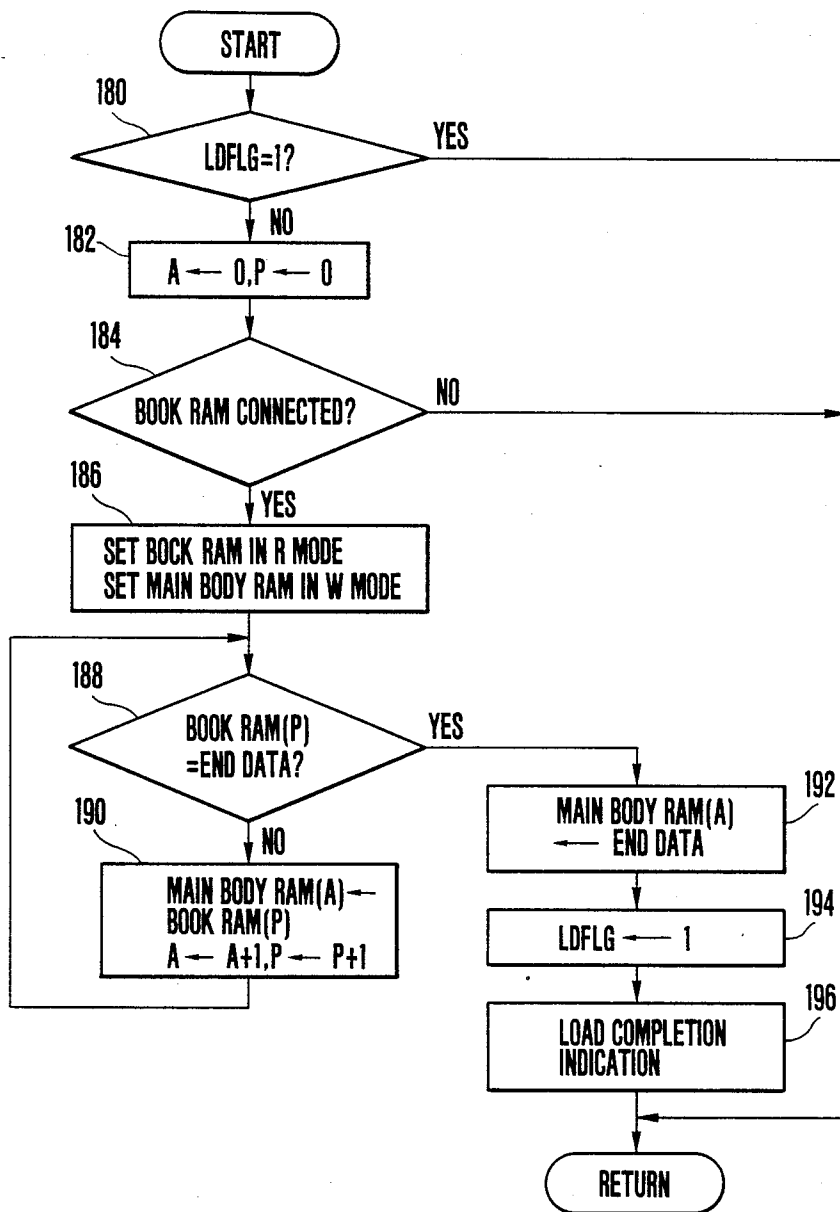 START
180
LDFLG=1?
YES
NO
182
A ← 0,P ← 0
184
BOOK RAM CONNECTED?
NO
186
YES
SET BOCK RAM IN R MODE
SET MAIN BODY RAM IN W MODE
188
BOOK RAM(P)
=END DATA?
YES
190
NO
MAIN BODY RAM(A)←
BOOK RAM(P)
A ← A+1,P ← P+1
MAIN BODY RAM(A)
← END DATA
192
LDFLG ← 1
194
LOAD COMPLETION
INDICATION
196
RETURN